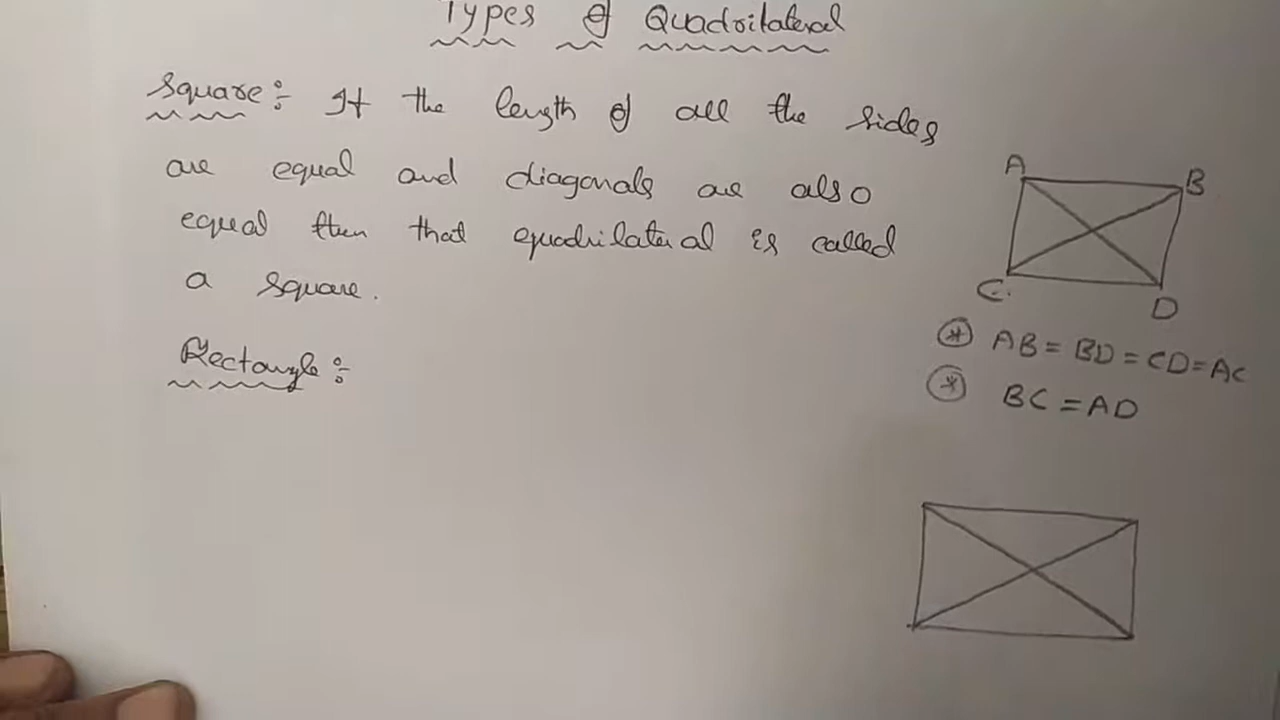 Types of Quadrilateral
Square :- If the length of all the sides
are equal and diagonals are also
equal then that quadrilateral is called
a square.
A
B
C
D
* AB = BD = CD = AC
* BC = AD
Rectangle :-